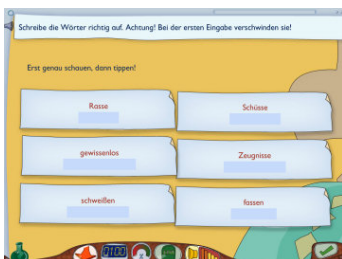 Schreibe die Wörter richtig auf. Achtung! Bei der ersten Eingabe verschwinden sie!
Erst genau schauen, dann tippen!
Rasse
Schüsse
gewissenlos
Zeugnisse
schweißen
fassen